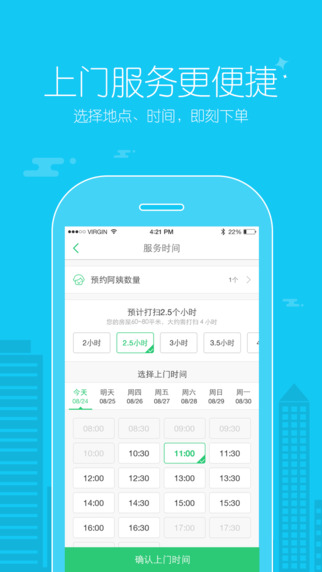 上门服务更便捷
选择地点、时间，即刻下单
VIRGIN 4:21 PM 22%
服务时间
预约阿姨数量 1个
预计打扫2.5个小时
您的房屋60-80平米，大约需打扫 4 小时
2小时 2.5小时 3小时 3.5小时 4
选择上门时间
今天 明天 周四 周五 周六 周日 周一
08/24 08/25 08/26 08/27 08/28 08/29 08/30
08:00 08:30 09:00 09:30
10:00 10:30 11:00 11:30
12:00 12:30 13:00 13:30
14:00 14:30 15:00 15:30
16:00 16:30 17:00 17:30
确认上门时间